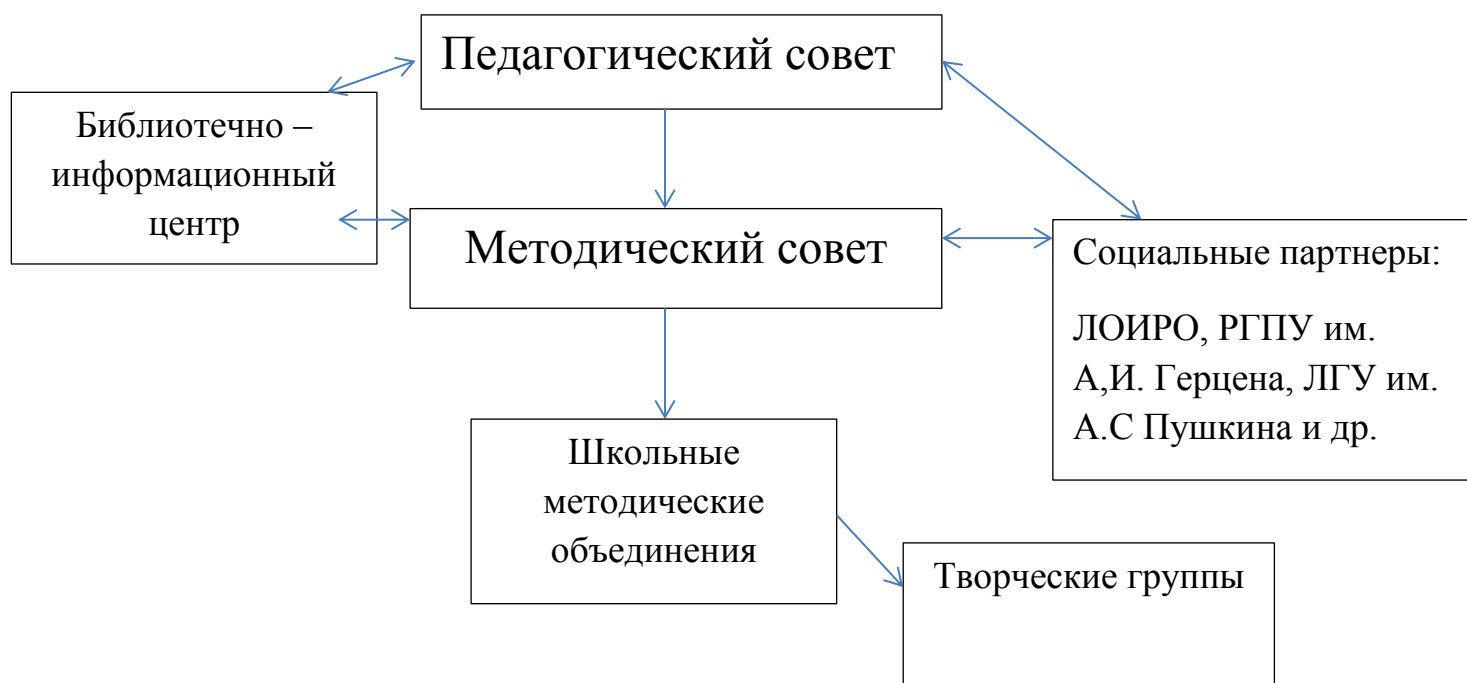 Педагогический совет
Библиотечно –
информационный
центр
Методический совет
Социальные партнеры:
ЛОИРО, РГПУ им.
А,И. Герцена, ЛГУ им.
А.С Пушкина и др.
Школьные
методические
объединения
Творческие группы